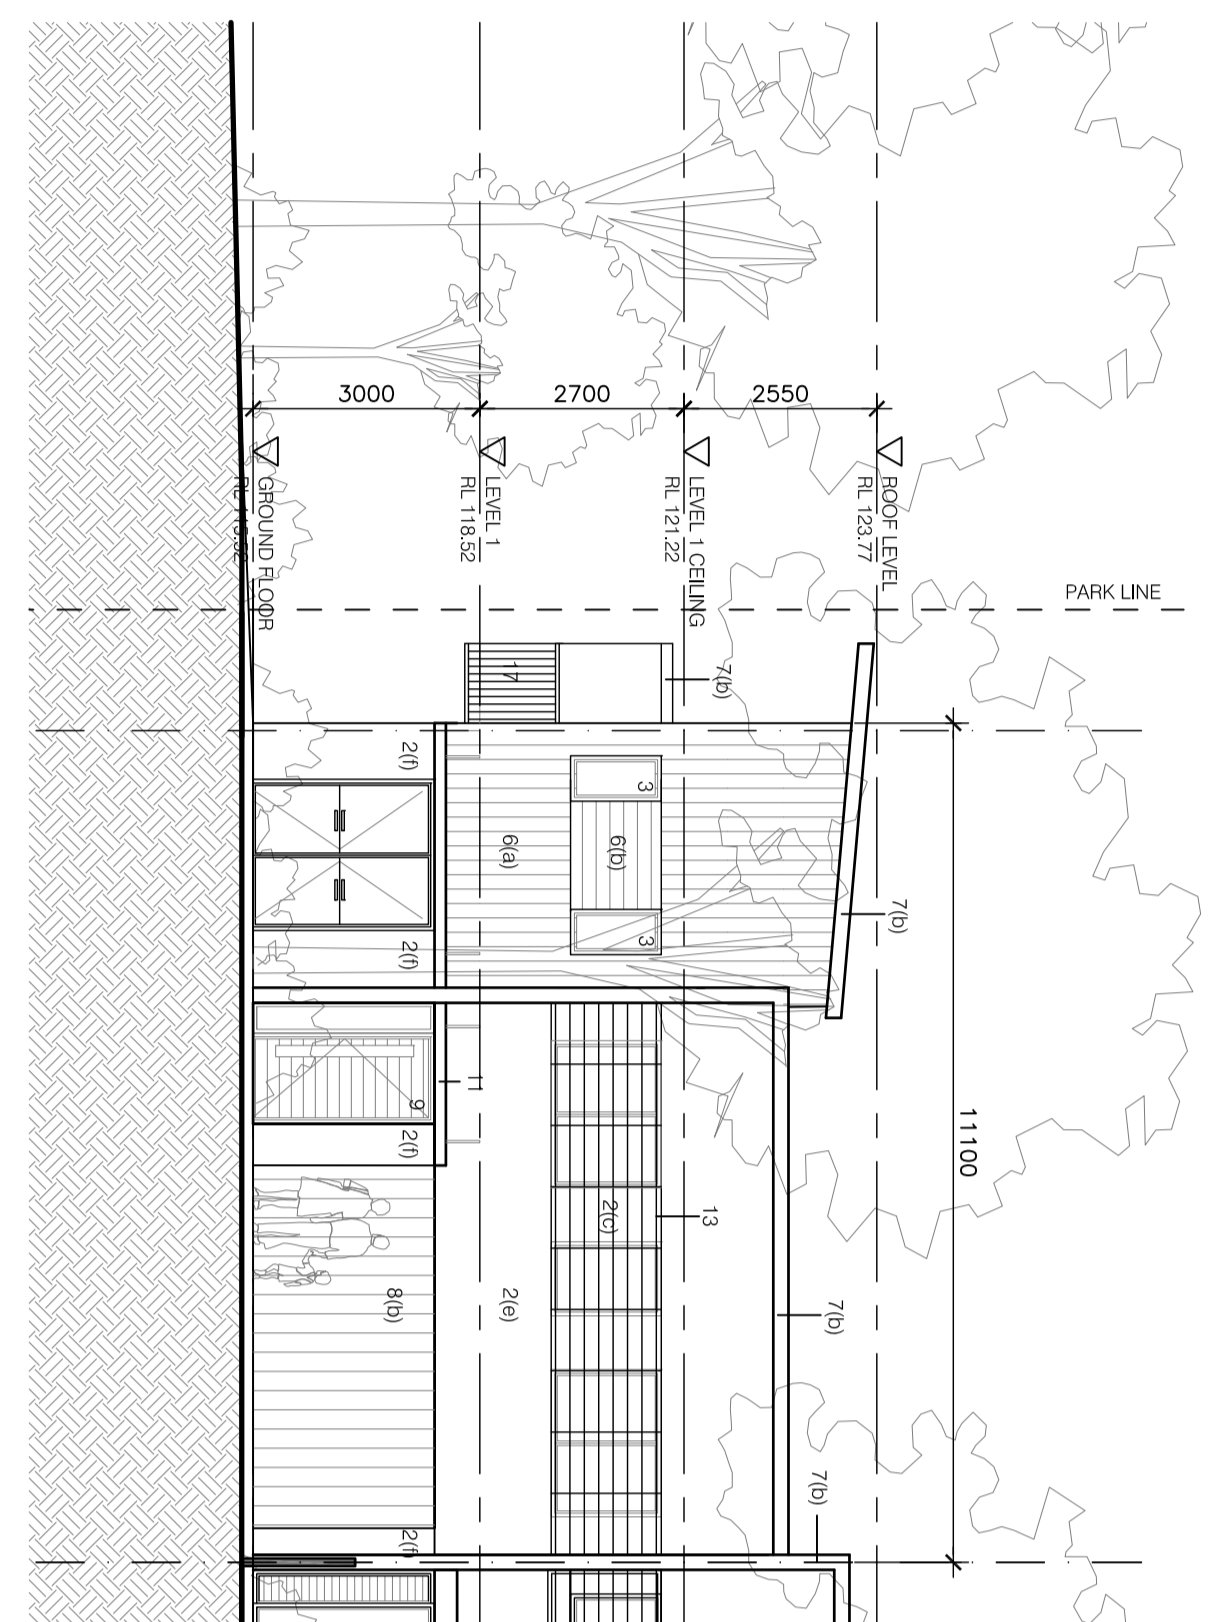 3000
2700
2550
GROUND FLOOR
LEVEL 1
RL 118.52
LEVEL 1 CEILING
RL 121.22
ROOF LEVEL
RL 123.77
PARK LINE
17
7(b)
2(f)
3
6(a)
6(b)
3
2(f)
7(b)
11
9
2(f)
11100
2(c)
13
8(b)
2(e)
7(b)
7(b)
2(f)